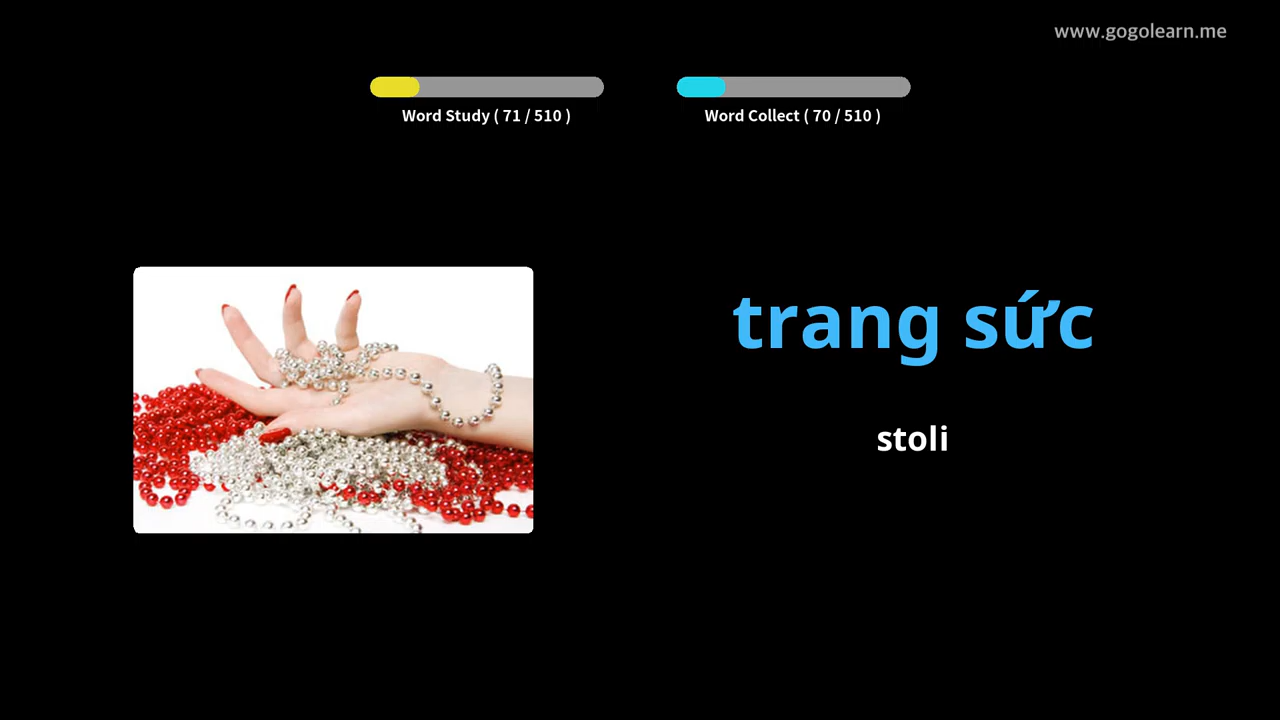 www.gogolearn.me
Word Study ( 71 / 510 )
Word Collect ( 70 / 510 )
trang sức
stoli